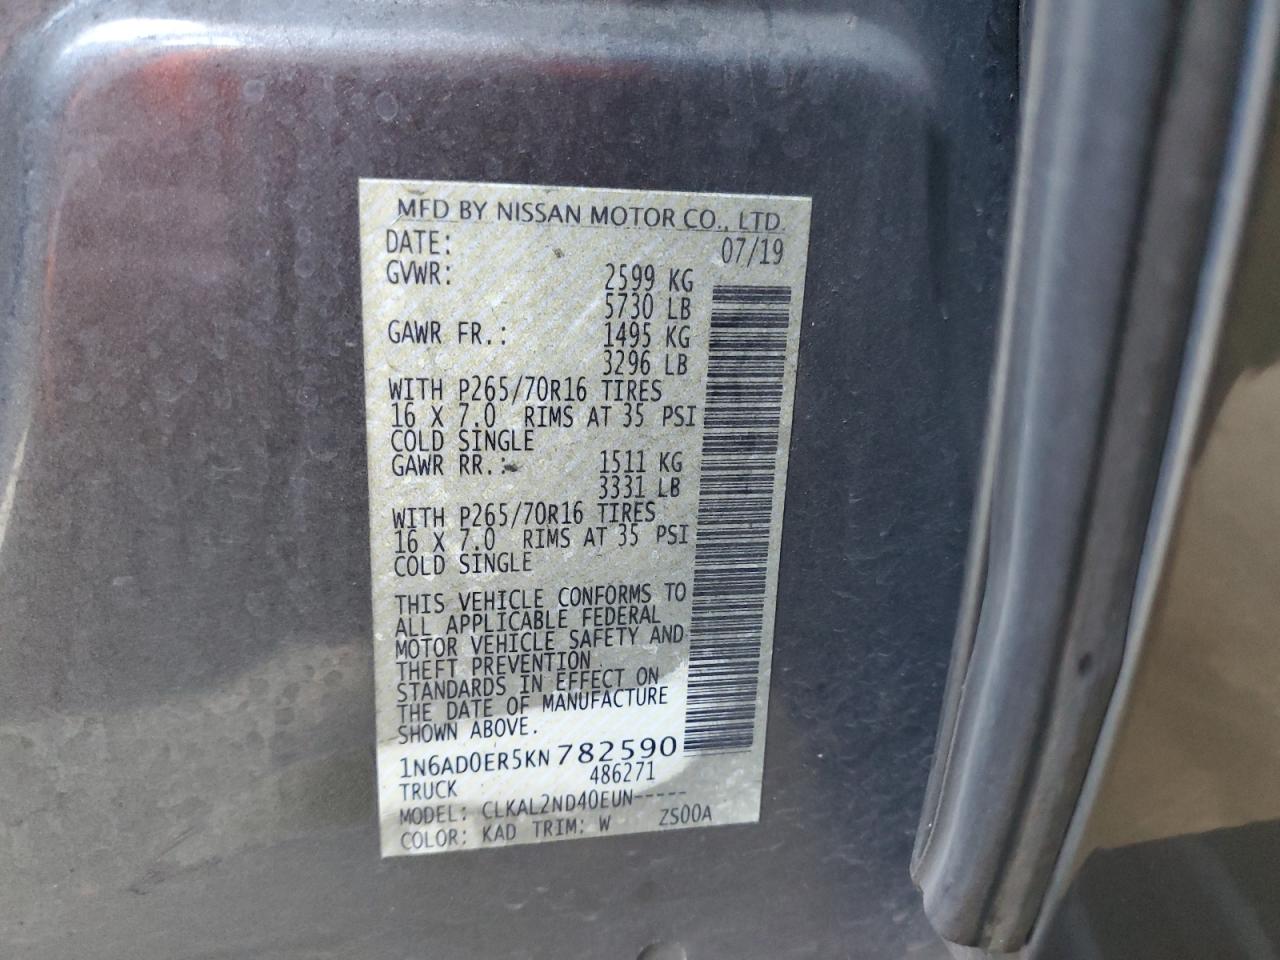 MFD BY NISSAN MOTOR CO., LTD.
DATE: 07/19
GVWR: 2599 KG
5730 LB
GAWR FR.: 1495 KG
3296 LB
WITH P265/70R16 TIRES
16 X 7.0 RIMS AT 35 PSI
COLD SINGLE
GAWR RR.: 1511 KG
3331 LB
WITH P265/70R16 TIRES
16 X 7.0 RIMS AT 35 PSI
COLD SINGLE
THIS VEHICLE CONFORMS TO
ALL APPLICABLE FEDERAL
MOTOR VEHICLE SAFETY AND
THEFT PREVENTION
STANDARDS IN EFFECT ON
THE DATE OF MANUFACTURE
SHOWN ABOVE.
1N6AD0ER5KN782590
TRUCK 486271
MODEL: CLKAL2ND40EUN-----
COLOR: KAD TRIM: W ZS00A